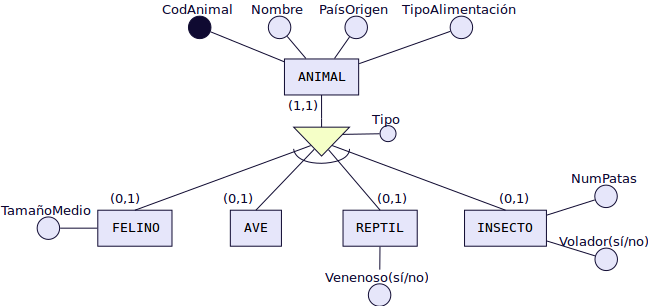 CodAnimal
Nombre
PaísOrigen
TipoAlimentación
ANIMAL
(1,1)
Tipo
(0,1)
(0,1)
(0,1)
(0,1)
TamañoMedio
FELINO
AVE
REPTIL
INSECTO
NumPatas
Volador(sí/no)
Venenoso(sí/no)